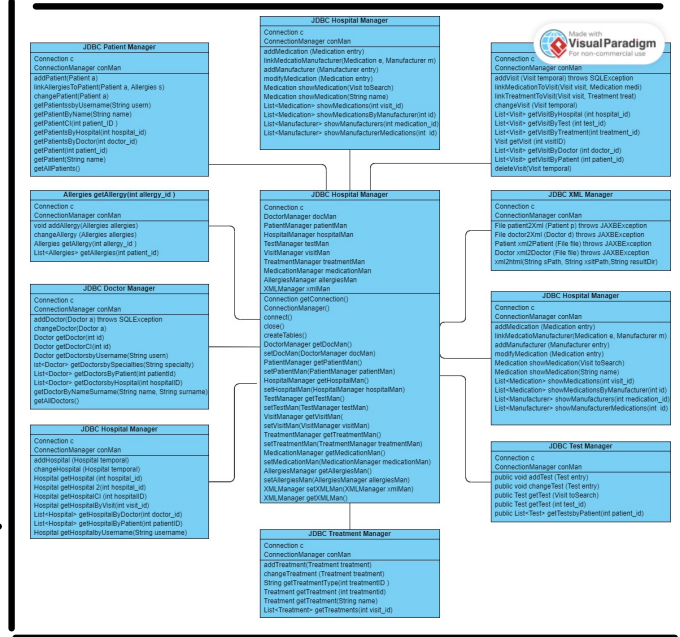 JDBC Hospital Manager
Connection c
ConnectionManager conMan
addMedication (Medication entry)
linkMedcatioManufacturer(Medication e, Manufacturer m)
addManufacturer (Manufacturer entry)
modifyMedication (Medication entry)
Medication showMedication(Visit toSearch)
Medication showMedication(String name)
List<Medication> showMedications(int visit_id)
List<Medication> showMedicationsByManufacturer(int id)
List<Manufacturer> showManufacturers(int medication_id)
List<Manufacturer> showManufacturerMedications(int id)
Made with
Visual Paradigm
For non-commercial use
JDBC Patient Manager
Connection c
ConnectionManager conMan
addPatient(Patient a)
linkAllergiesToPatient(Patient a, Allergies s)
changePatient(Patient a)
getPatientssbyUsername(String usern)
getPatientByName(String name)
getPatientCI(int patient_ID )
getPatientsByHospital(int hospital_id)
getPatientsByDoctor(int doctor_id)
getPatient(int patient_id)
getPatient(String name)
getAllPatients()
Connection c
ConnectionManager conMan
addVisit (Visit temporal) throws SQLException
linkMedicationToVisit(Visit visit, Medication medi)
linkTreatmentToVisit(Visit visit, Treatment treat)
changeVisit (Visit temporal)
List<Visit> getVisitByHospital (int hospital_id)
List<Visit> getVisitByTest (int test_id)
List<Visit> getVisitByTreatment(int treatment_id)
Visit getVisit (int visitID)
List<Visit> getVisitByDoctor (int doctor_id)
List<Visit> getVisitByPatient (int patient_id)
deleteVisit(Visit temporal)
Allergies getAllergy(int allergy_id )
Connection c
ConnectionManager conMan
void addAllergy(Allergies allergies)
changeAllergy (Allergies allergies)
Allergies getAllergy(int allergy_id )
List<Allergies> getAllergies(int patient_id)
JDBC Hospital Manager
Connection c
DoctorManager docMan
PatientManager patientMan
HospitalManager hospitalMan
TestManager testMan
VisitManager visitMan
TreatmentManager treatmentMan
MedicationManager medicationMan
AllergiesManager allergiesMan
XMLManager xmlMan
Connection getConnection()
ConnectionManager()
connect()
close()
createTables()
DoctorManager getDocMan()
setDocMan(DoctorManager docMan)
PatientManager getPatientMan()
setPatientMan(PatientManager patientMan)
HospitalManager getHospitalMan()
setHospitalMan(HospitalManager hospitalMan)
TestManager getTestMan()
setTestMan(TestManager testMan)
VisitManager getVisitMan(
setVisitMan(VisitManager visitMan)
TreatmentManager getTreatmentMan()
setTreatmentMan(TreatmentManager treatmentMan)
MedicationManager getMedicationMan()
setMedicationMan(MedicationManager medicationMan)
AllergiesManager getAllergiesMan()
setAllergiesMan(AllergiesManager allergiesMan)
XMLManager setXMLMan(XMLManager xmlMan)
XMLManager getXMLMan()
JDBC XML Manager
Connection c
ConnectionManager conMan
File patient2Xml (Patient p) throws JAXBException
File doctor2Xml (Doctor d) throws JAXBException
Patient xml2Patient (File file) throws JAXBException
Doctor xml2Doctor (File file) throws JAXBException
xml2html(String sPath, String xsltPath,String resultDir)
JDBC Doctor Manager
Connection c
ConnectionManager conMan
addDoctor(Doctor a) throws SQLException
changeDoctor(Doctor a)
Doctor getDoctor(int id)
Doctor getDoctorCI(int id)
Doctor getDoctorsbyUsername(String usern)
ist<Doctor> getDoctorsbySpecialties(String specialty)
List<Doctor> getDoctorsByPatient(int patientId)
List<Doctor> getDoctorsbyHospital(int hospitalID)
getDoctorByNameSurname(String name, String surname)
getAllDoctors()
JDBC Hospital Manager
Connection c
ConnectionManager conMan
addMedication (Medication entry)
linkMedcatioManufacturer(Medication e, Manufacturer m)
addManufacturer (Manufacturer entry)
modifyMedication (Medication entry)
Medication showMedication(Visit toSearch)
Medication showMedication(String name)
List<Medication> showMedications(int visit_id)
List<Medication> showMedicationsByManufacturer(int id)
List<Manufacturer> showManufacturers(int medication_id)
List<Manufacturer> showManufacturerMedications(int id)
JDBC Hospital Manager
Connection c
ConnectionManager conMan
addHospital (Hospital temporal)
changeHospital (Hospital temporal)
Hospital getHospital (int hospital_id)
Hospital getHospital 2(int hospital_id)
Hospital getHospitalCI (int hospitalID)
Hospital getHospitalByVisit(int visit_id)
List<Hospital> getHospitalByDoctor(int doctor_id)
List<Hospital> getHospitalByPatient(int patientID)
Hospital getHospitalbyUsername(String username)
JDBC Test Manager
Connection c
ConnectionManager conMan
public void addTest (Test entry)
public void changeTest (Test entry)
public Test getTest (Visit toSearch)
public Test getTest (int test_id)
public List<Test> getTestsbyPatient(int patient_id)
JDBC Treatment Manager
Connection c
ConnectionManager conMan
addTreatment(Treatment treatment)
changeTreatment (Treatment treatment)
String getTreatmentType(int treatmentID )
Treatment getTreatment (int treatmentid)
Treatment getTreatment(String name)
List<Treatment> getTreatments(int visit_id)